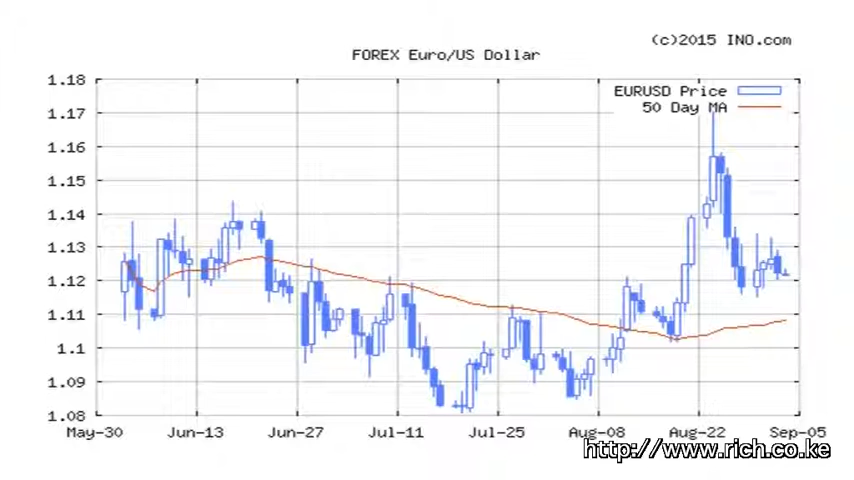 (c)2015 INO.com
FOREX Euro/US Dollar
EURUSD Price
50 Day MA
1.18
1.17
1.16
1.15
1.14
1.13
1.12
1.11
1.1
1.09
1.08
May-30 Jun-13 Jun-27 Jul-11 Jul-25 Aug-08 Aug-22 Sep-05
http://www.rich.co.ke